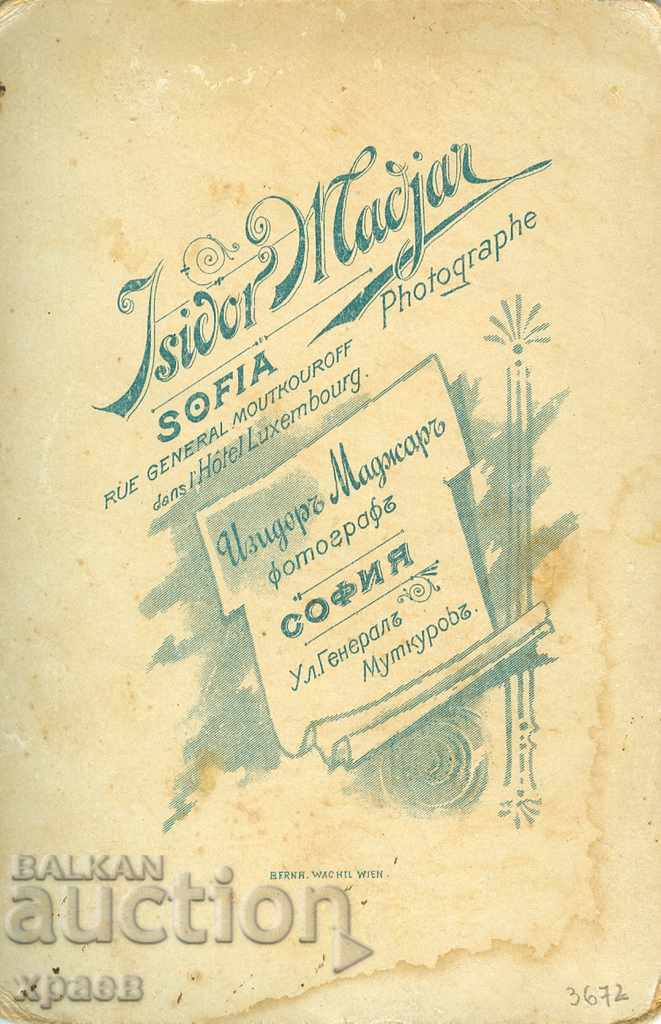 Isidor Madjar
Photographe
SOFIA
RUE GENERAL MOUTKOUROFF
dans l'Hôtel Luxembourg.
Изидоръ Маджаръ
фотографъ
СОФИЯ
Ул. Генералъ
Муткуровъ.
BERNH. WACHTL WIEN.
BALKAN
auction
храев
3672